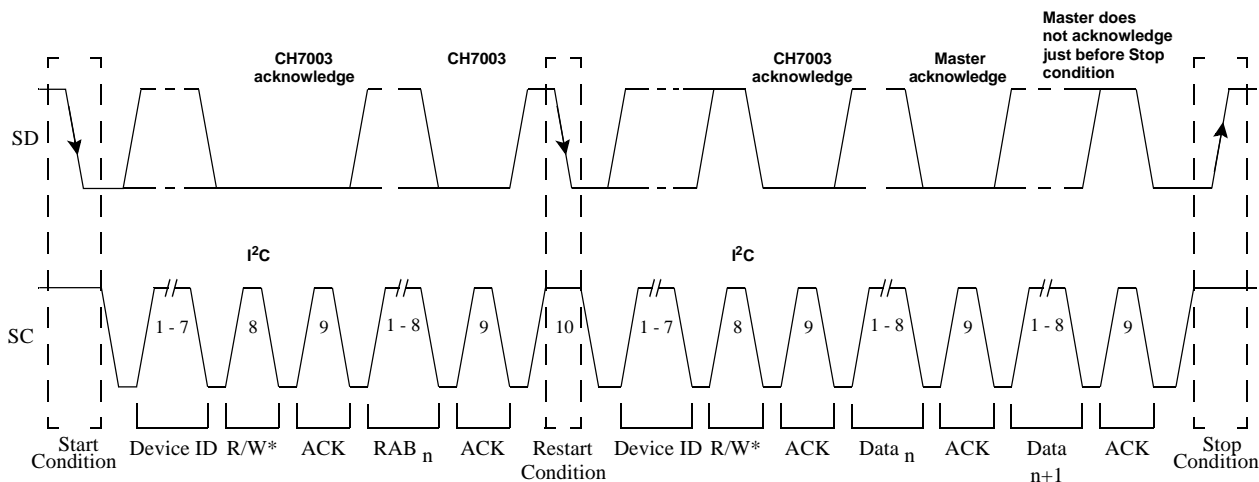 CH7003
acknowledge
CH7003
CH7003
acknowledge
Master
acknowledge
Master does
not acknowledge
just before Stop
condition
SD
I²C
I²C
SC
1 - 7
8
9
1 - 8
9
10
1 - 7
8
9
1 - 8
9
1 - 8
9
Start
Condition
Device ID
R/W*
ACK
RAB n
ACK
Restart
Condition
Device ID
R/W*
ACK
Data n
ACK
Data
n+1
ACK
Stop
Condition